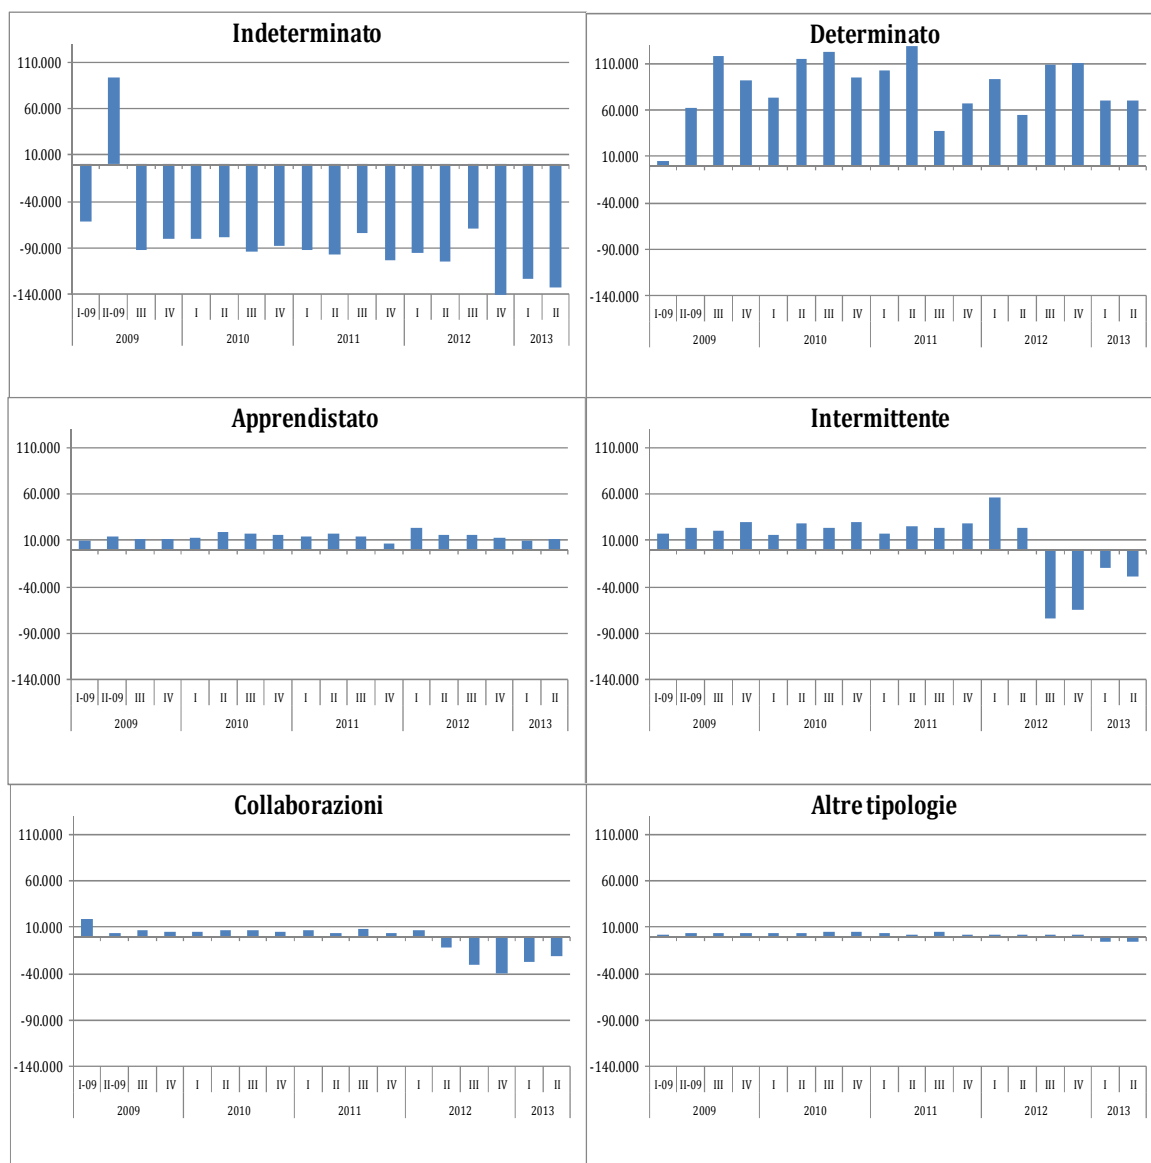 Indeterminato
110.000
60.000
10.000
-40.000
-90.000
-140.000
I-09 II-09 III IV I II III IV I II III IV I II III IV I II
2009 2010 2011 2012 2013
Determinato
110.000
60.000
10.000
-40.000
-90.000
-140.000
I-09 II-09 III IV I II III IV I II III IV I II III IV I II
2009 2010 2011 2012 2013
Apprendistato
110.000
60.000
10.000
-40.000
-90.000
-140.000
I-09 II-09 III IV I II III IV I II III IV I II III IV I II
2009 2010 2011 2012 2013
Intermittente
110.000
60.000
10.000
-40.000
-90.000
-140.000
I-09 II-09 III IV I II III IV I II III IV I II III IV I II
2009 2010 2011 2012 2013
Collaborazioni
110.000
60.000
10.000
-40.000
-90.000
-140.000
I-09 II-09 III IV I II III IV I II III IV I II III IV I II
2009 2010 2011 2012 2013
Altre tipologie
110.000
60.000
10.000
-40.000
-90.000
-140.000
I-09 II-09 III IV I II III IV I II III IV I II III IV I II
2009 2010 2011 2012 2013